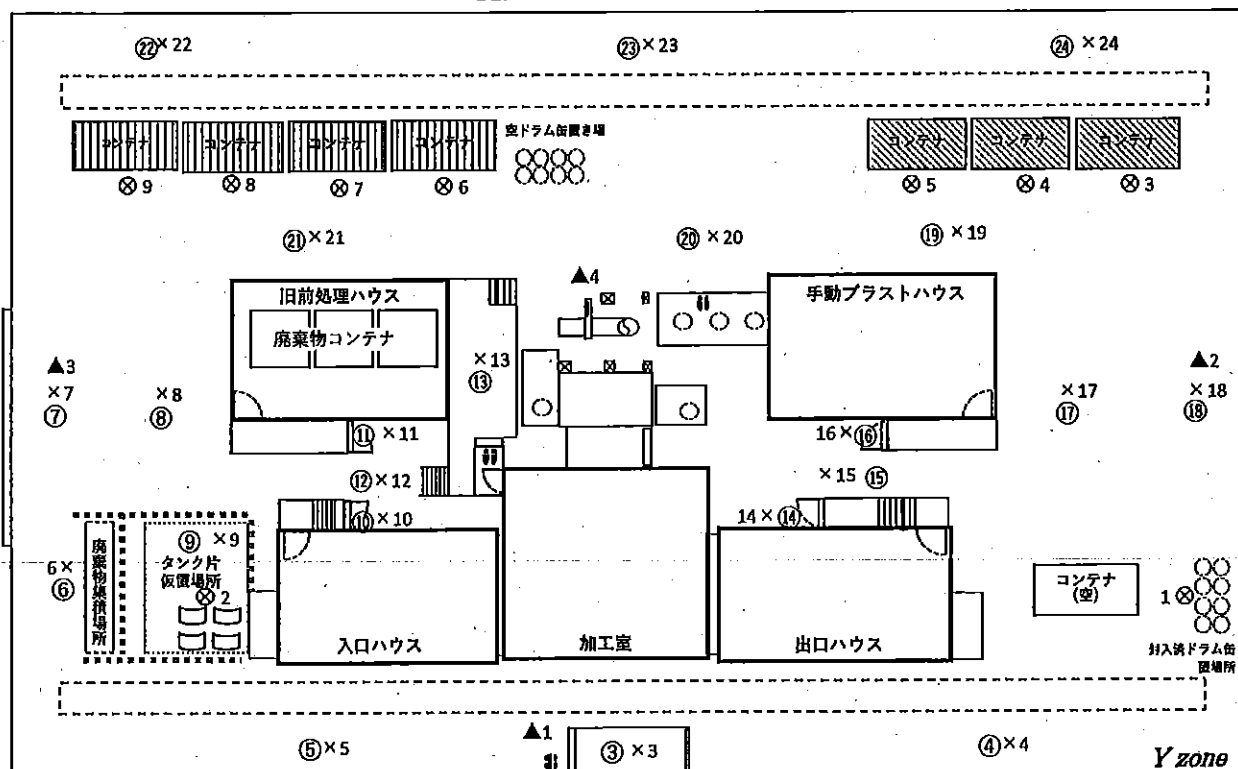 ㉒×22
㉓×23
㉔×24
コンテナ
コンテナ
コンテナ
コンテナ
空ドラム缶置き場
コンテナ
コンテナ
コンテナ
⊗9
⊗8
⊗7
⊗6
⊗5
⊗4
⊗3
㉑×21
⑳×20
⑲×19
▲4
旧前処理ハウス
廃棄物コンテナ
手動ブラストハウス
▲3
×7
⑦
×8
⑧
×13
⑬
▲2
×17
⑰
×18
⑱
⑪×11
16×⑯
⑫×12
×15 ⑮
⑩×10
14×⑭
6×
⑥
廃棄物集積場所
⑨ ×9
タンク片
仮置場所
⊗2
入口ハウス
加工室
出口ハウス
コンテナ
(空)
1⊗
封入済ドラム缶
置場所
▲1
⑤×5
③×3
④×4
Y zone